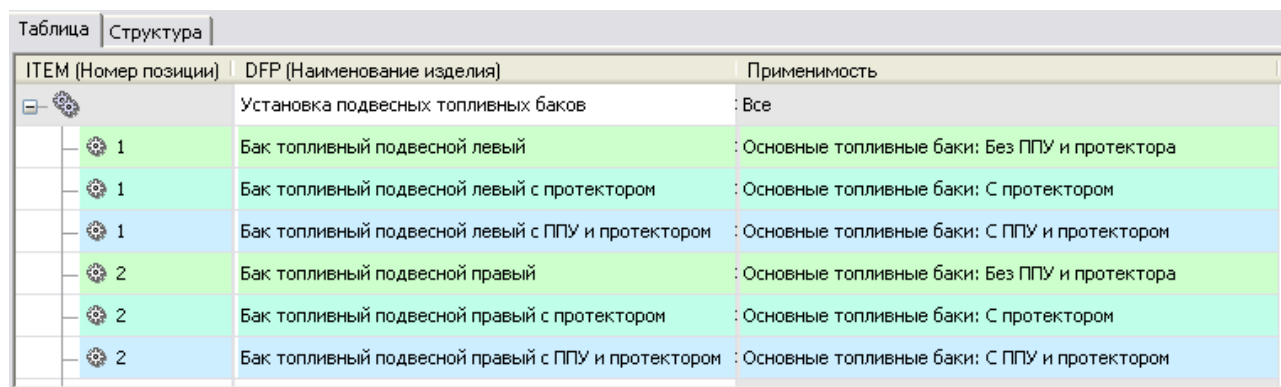 Таблица Структура
ITEM (Номер позиции) DFP (Наименование изделия) Применимость
Установка подвесных топливных баков : Все
1 Бак топливный подвесной левый : Основные топливные баки: Без ППУ и протектора
1 Бак топливный подвесной левый с протектором : Основные топливные баки: С протектором
1 Бак топливный подвесной левый с ППУ и протектором : Основные топливные баки: С ППУ и протектором
2 Бак топливный подвесной правый : Основные топливные баки: Без ППУ и протектора
2 Бак топливный подвесной правый с протектором : Основные топливные баки: С протектором
2 Бак топливный подвесной правый с ППУ и протектором : Основные топливные баки: С ППУ и протектором